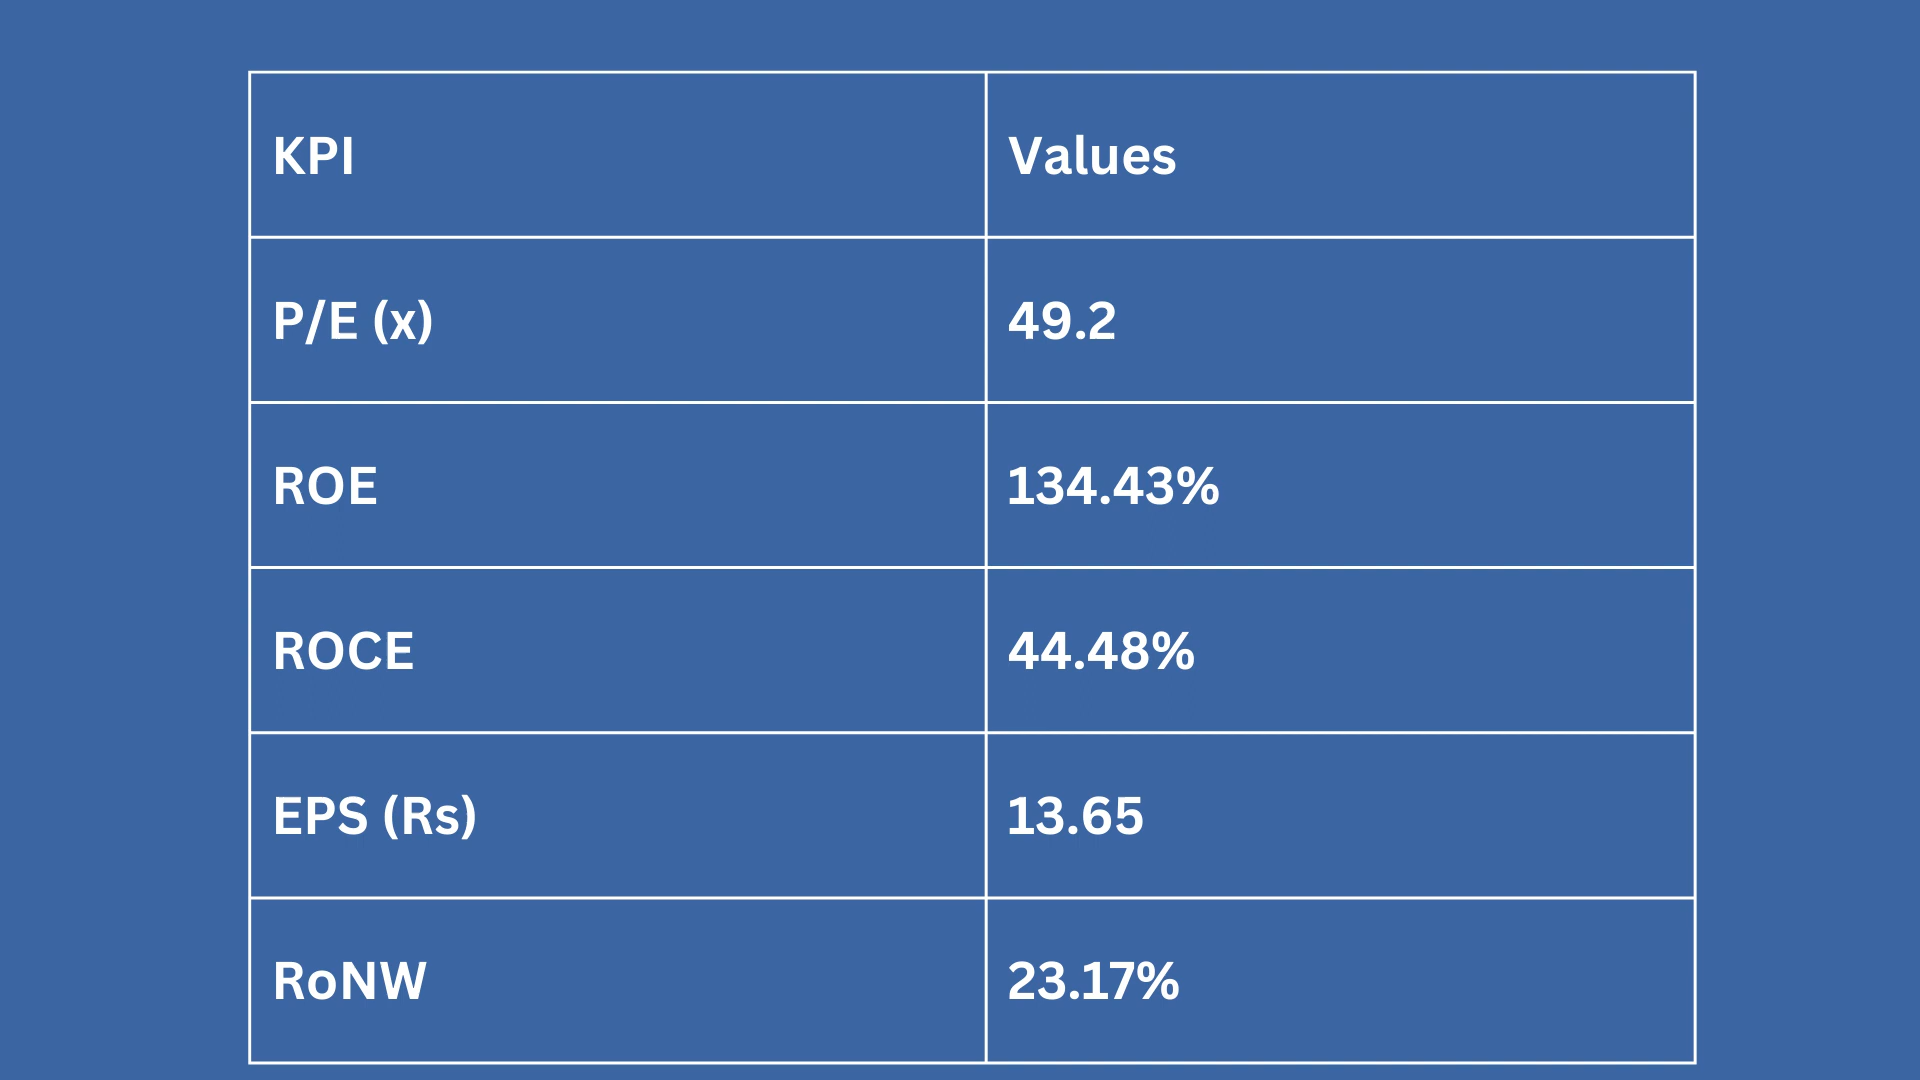 KPI Values
P/E (x) 49.2
ROE 134.43%
ROCE 44.48%
EPS (Rs) 13.65
RoNW 23.17%